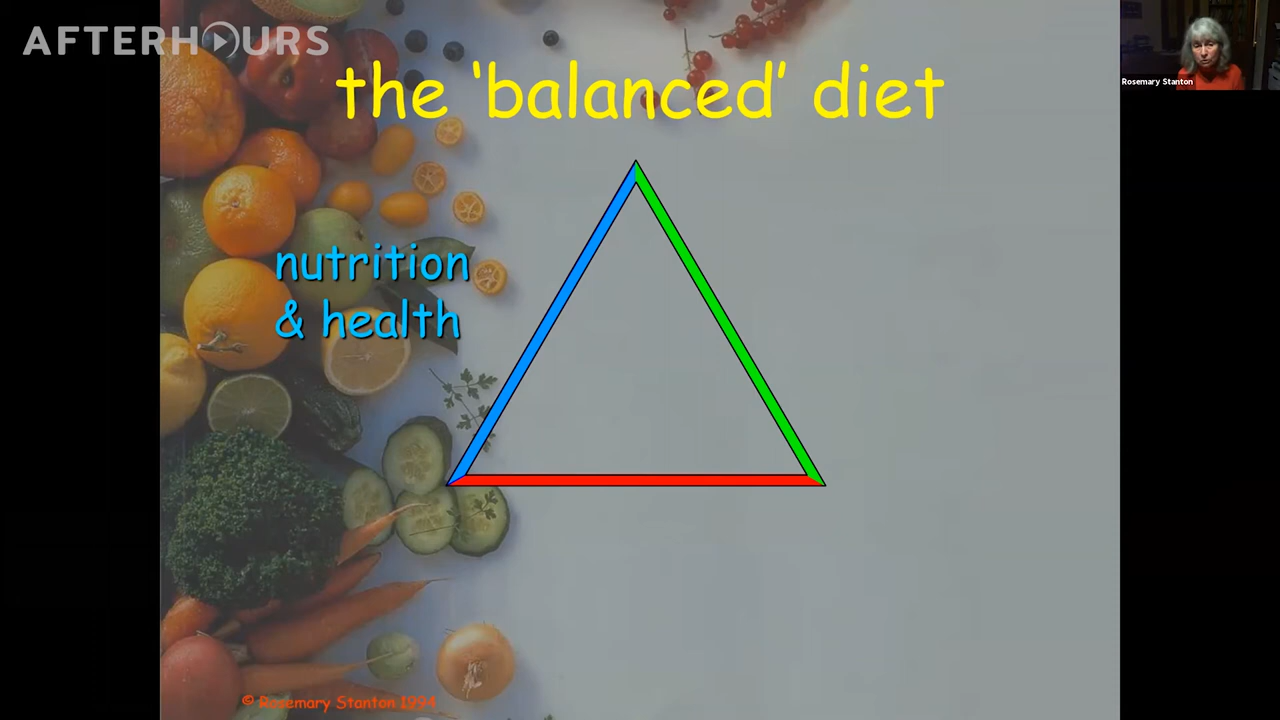 AFTERHOURS
the ‘balanced’ diet
Rosemary Stanton
nutrition
& health
© Rosemary Stanton 1994